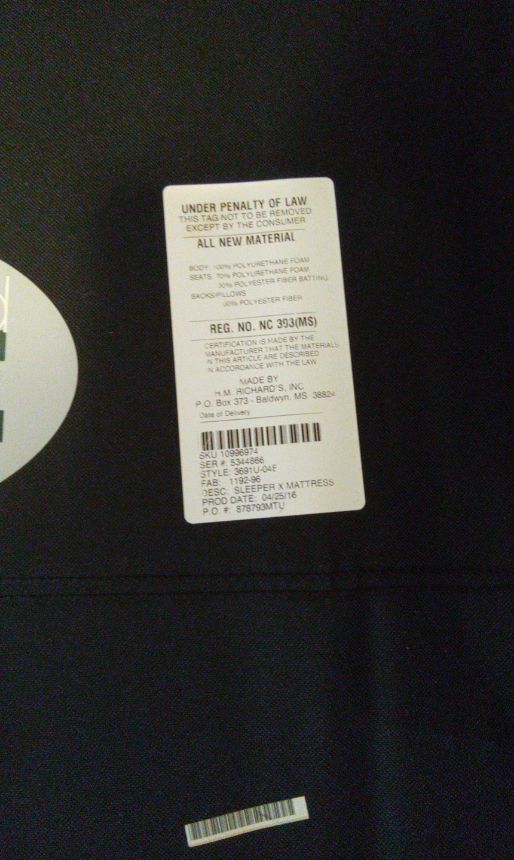 UNDER PENALTY OF LAW
THIS TAG NOT TO BE REMOVED
EXCEPT BY THE CONSUMER
ALL NEW MATERIAL
BODY: 100% POLYURETHANE FOAM
SEATS: 70% POLYURETHANE FOAM
30% POLYESTER FIBER BATTING
BACKS/PILLOWS
00% POLYESTER FIBER
REG. NO. NC 393(MS)
CERTIFICATION IS MADE BY THE
MANUFACTURER THAT THE MATERIALS
IN THIS ARTICLE ARE DESCRIBED
IN ACCORDANCE WITH THE LAW
MADE BY
H.M. RICHARD'S, INC
P.O. Box 373 - Baldwyn, MS 38824
Date of Delivery
SKU 10996974
SER #: 5344866
STYLE: 3691U-04E
FAB: 1192-96
DESC: SLEEPER X MATTRESS
PROD DATE: 04/25/16
P.O. #: 878793MTU
d